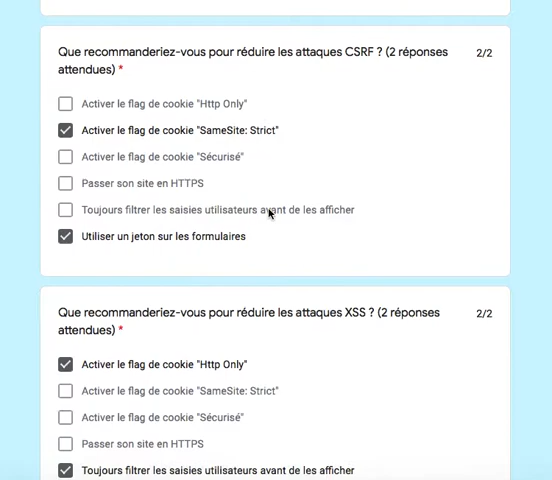 Que recommanderiez-vous pour réduire les attaques CSRF ? (2 réponses 2/2
attendues) *
Activer le flag de cookie "Http Only"
Activer le flag de cookie "SameSite: Strict"
Activer le flag de cookie "Sécurisé"
Passer son site en HTTPS
Toujours filtrer les saisies utilisateurs avant de les afficher
Utiliser un jeton sur les formulaires
Que recommanderiez-vous pour réduire les attaques XSS ? (2 réponses 2/2
attendues) *
Activer le flag de cookie "Http Only"
Activer le flag de cookie "SameSite: Strict"
Activer le flag de cookie "Sécurisé"
Passer son site en HTTPS
Toujours filtrer les saisies utilisateurs avant de les afficher